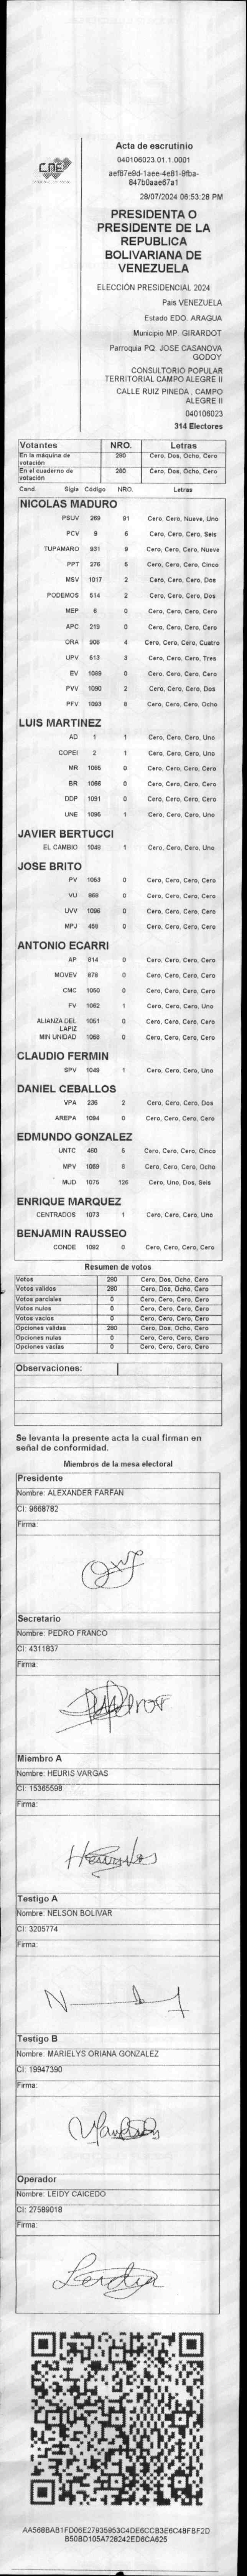 CNE
Acta de escrutinio
040106023.01.1.0001
aef87e9d-1aee-4e81-9fba-
847b0aae67a1
28/07/2024 06:53:28 PM
PRESIDENTA O
PRESIDENTE DE LA
REPUBLICA
BOLIVARIANA DE
VENEZUELA
ELECCIÓN PRESIDENCIAL 2024
Pais VENEZUELA
Estado EDO. ARAGUA
Municipio MP. GIRARDOT
Parroquia PQ. JOSE CASANOVA
GODOY
CONSULTORIO POPULAR
TERRITORIAL CAMPO ALEGRE II
CALLE RUIZ PINEDA , CAMPO
ALEGRE II
040106023
314 Electores
Votantes NRO. Letras
En la máquina de votación 280 Cero, Dos, Ocho, Cero
En el cuaderno de votación 280 Cero, Dos, Ocho, Cero
Cand. Sigla Código NRO. Letras
NICOLAS MADURO
PSUV 269 91 Cero, Cero, Nueve, Uno
PCV 9 6 Cero, Cero, Cero, Seis
TUPAMARO 931 9 Cero, Cero, Cero, Nueve
PPT 276 5 Cero, Cero, Cero, Cinco
MSV 1017 2 Cero, Cero, Cero, Dos
PODEMOS 514 2 Cero, Cero, Cero, Dos
MEP 6 0 Cero, Cero, Cero, Cero
APC 219 0 Cero, Cero, Cero, Cero
ORA 906 4 Cero, Cero, Cero, Cuatro
UPV 613 3 Cero, Cero, Cero, Tres
EV 1089 0 Cero, Cero, Cero, Cero
PVV 1090 2 Cero, Cero, Cero, Dos
PFV 1093 8 Cero, Cero, Cero, Ocho
LUIS MARTINEZ
AD 1 1 Cero, Cero, Cero, Uno
COPEI 2 1 Cero, Cero, Cero, Uno
MR 1065 0 Cero, Cero, Cero, Cero
BR 1066 0 Cero, Cero, Cero, Cero
DDP 1091 0 Cero, Cero, Cero, Cero
UNE 1095 1 Cero, Cero, Cero, Uno
JAVIER BERTUCCI
EL CAMBIO 1048 1 Cero, Cero, Cero, Uno
JOSE BRITO
PV 1053 0 Cero, Cero, Cero, Cero
VU 968 0 Cero, Cero, Cero, Cero
UVV 1096 0 Cero, Cero, Cero, Cero
MPJ 459 0 Cero, Cero, Cero, Cero
ANTONIO ECARRI
AP 814 0 Cero, Cero, Cero, Cero
MOVEV 878 0 Cero, Cero, Cero, Cero
CMC 1050 0 Cero, Cero, Cero, Cero
FV 1062 1 Cero, Cero, Cero, Uno
ALIANZA DEL LAPIZ 1051 0 Cero, Cero, Cero, Cero
MIN UNIDAD 1068 0 Cero, Cero, Cero, Cero
CLAUDIO FERMIN
SPV 1049 1 Cero, Cero, Cero, Uno
DANIEL CEBALLOS
VPA 236 2 Cero, Cero, Cero, Dos
AREPA 1094 0 Cero, Cero, Cero, Cero
EDMUNDO GONZALEZ
UNTC 460 5 Cero, Cero, Cero, Cinco
MPV 1069 8 Cero, Cero, Cero, Ocho
MUD 1075 126 Cero, Uno, Dos, Seis
ENRIQUE MARQUEZ
CENTRADOS 1073 1 Cero, Cero, Cero, Uno
BENJAMIN RAUSSEO
CONDE 1092 0 Cero, Cero, Cero, Cero
Resumen de votos
Votos 280 Cero, Dos, Ocho, Cero
Votos validos 280 Cero, Dos, Ocho, Cero
Votos parciales 0 Cero, Cero, Cero, Cero
Votos nulos 0 Cero, Cero, Cero, Cero
Votos vacios 0 Cero, Cero, Cero, Cero
Opciones validas 280 Cero, Dos, Ocho, Cero
Opciones nulas 0 Cero, Cero, Cero, Cero
Opciones vacias 0 Cero, Cero, Cero, Cero
Observaciones:
Se levanta la presente acta la cual firman en
señal de conformidad.
Miembros de la mesa electoral
Presidente
Nombre: ALEXANDER FARFAN
CI: 9668782
Firma:
Secretario
Nombre: PEDRO FRANCO
CI: 4311837
Firma:
Miembro A
Nombre: HEURIS VARGAS
CI: 15365598
Firma:
Testigo A
Nombre: NELSON BOLIVAR
CI: 3205774
Firma:
Testigo B
Nombre: MARIELYS ORIANA GONZALEZ
CI: 19947390
Firma:
Operador
Nombre: LEIDY CAICEDO
CI: 27589018
Firma:
AA568BAB1FD06E27935953C4DE6CCB3E6C48FBF2D
B50BD105A728242ED6CA625